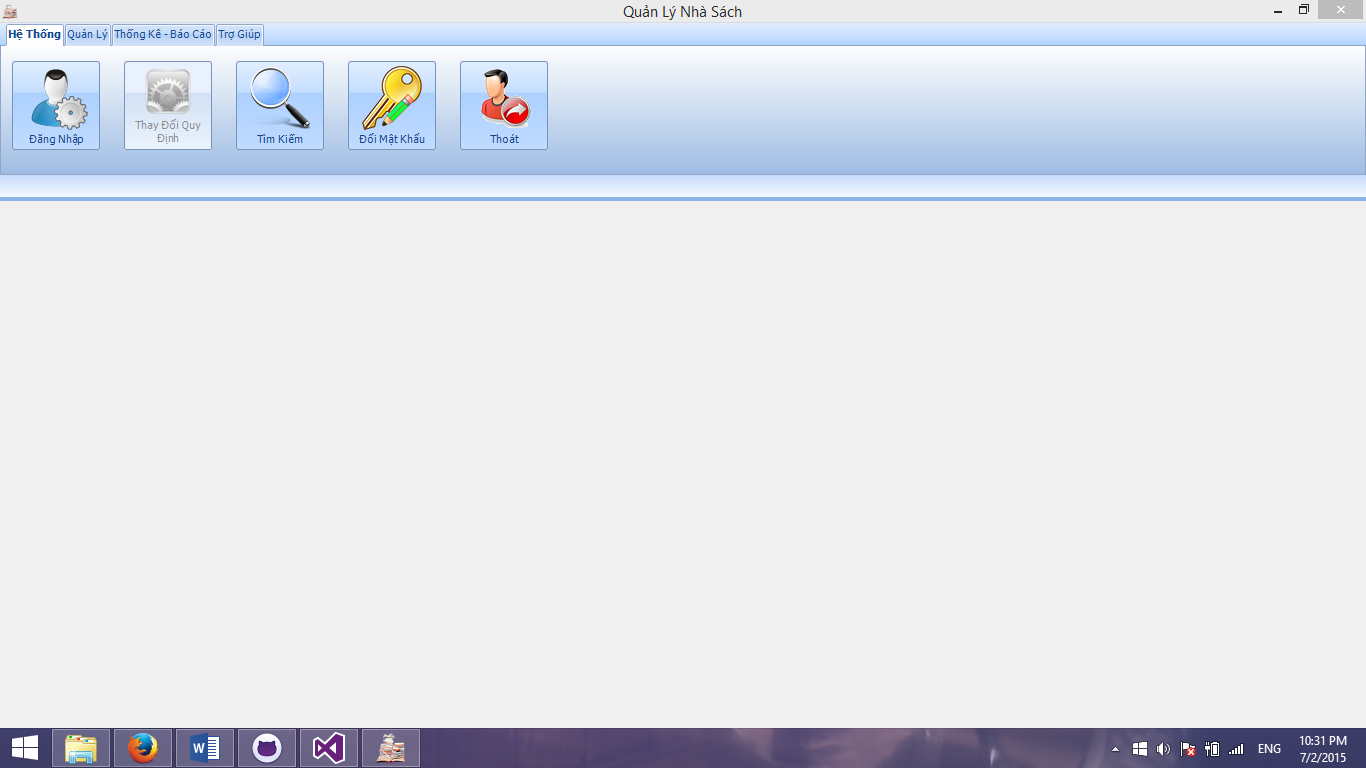 Quản Lý Nhà Sách
Hệ Thống Quản Lý Thống Kê - Báo Cáo Trợ Giúp
Đăng Nhập
Thay Đổi Quy
Định
Tìm Kiếm
Đổi Mật Khẩu
Thoát
ENG
10:31 PM
7/2/2015